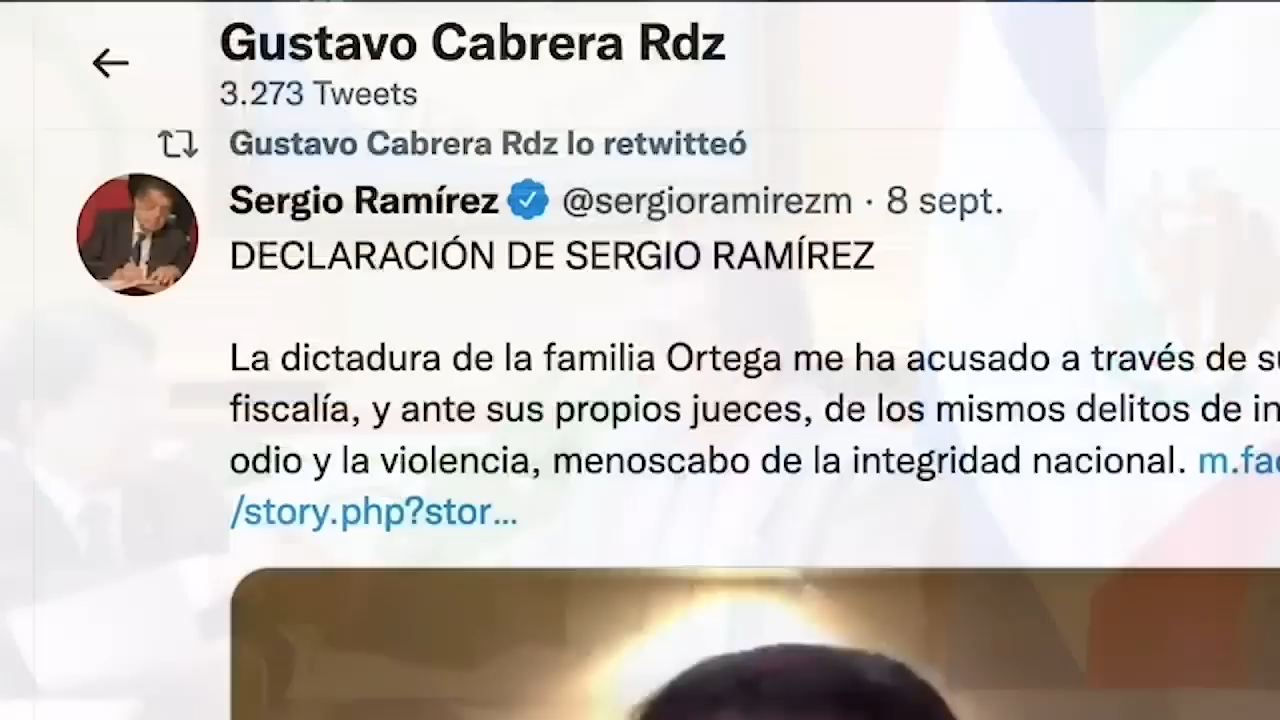 Gustavo Cabrera Rdz
3.273 Tweets
Gustavo Cabrera Rdz lo retwitteó
Sergio Ramírez @sergioramirezm · 8 sept.
DECLARACIÓN DE SERGIO RAMÍREZ
La dictadura de la familia Ortega me ha acusado a través de
fiscalía, y ante sus propios jueces, de los mismos delitos de
odio y la violencia, menoscabo de la integridad nacional.
/story.php?stor...